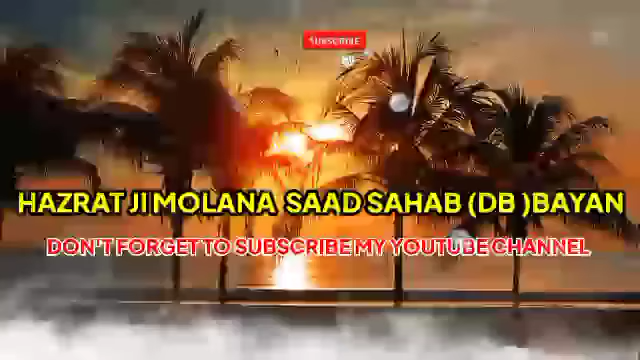 SUBSCRIBE
HAZRAT JI MOLANA SAAD SAHAB (DB )BAYAN
DON'T FORGET TO SUBSCRIBE MY YOUTUBE CHANNEL